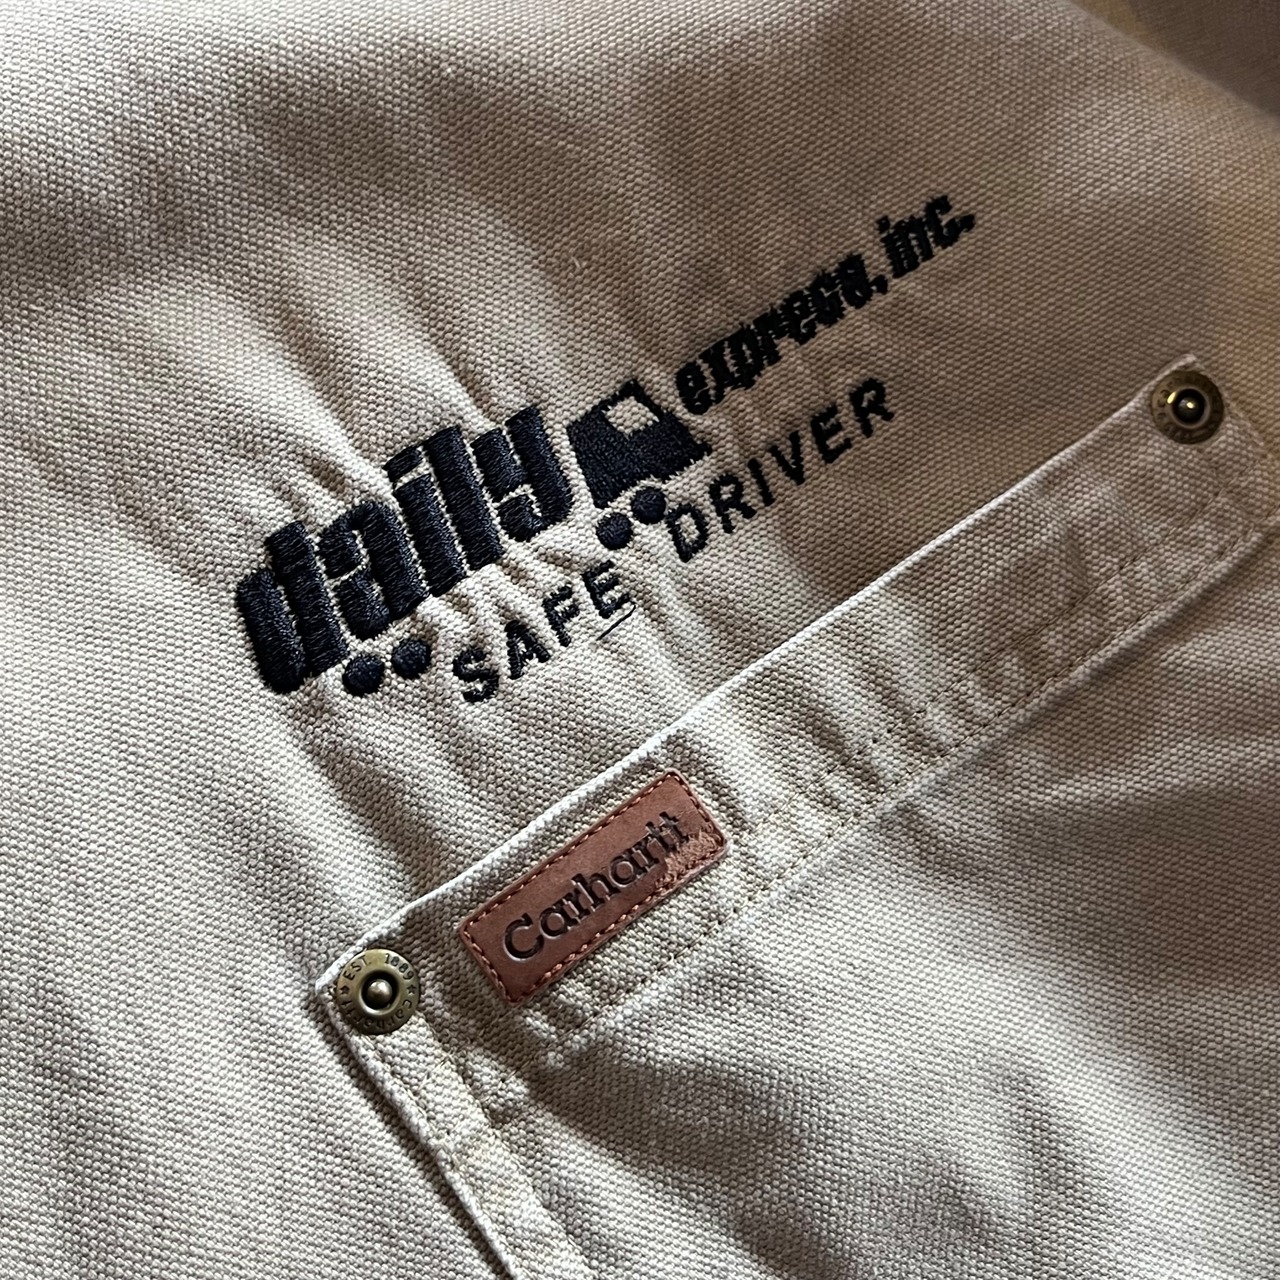 daily express, inc.
SAFE DRIVER
Carhartt
EST. 1889